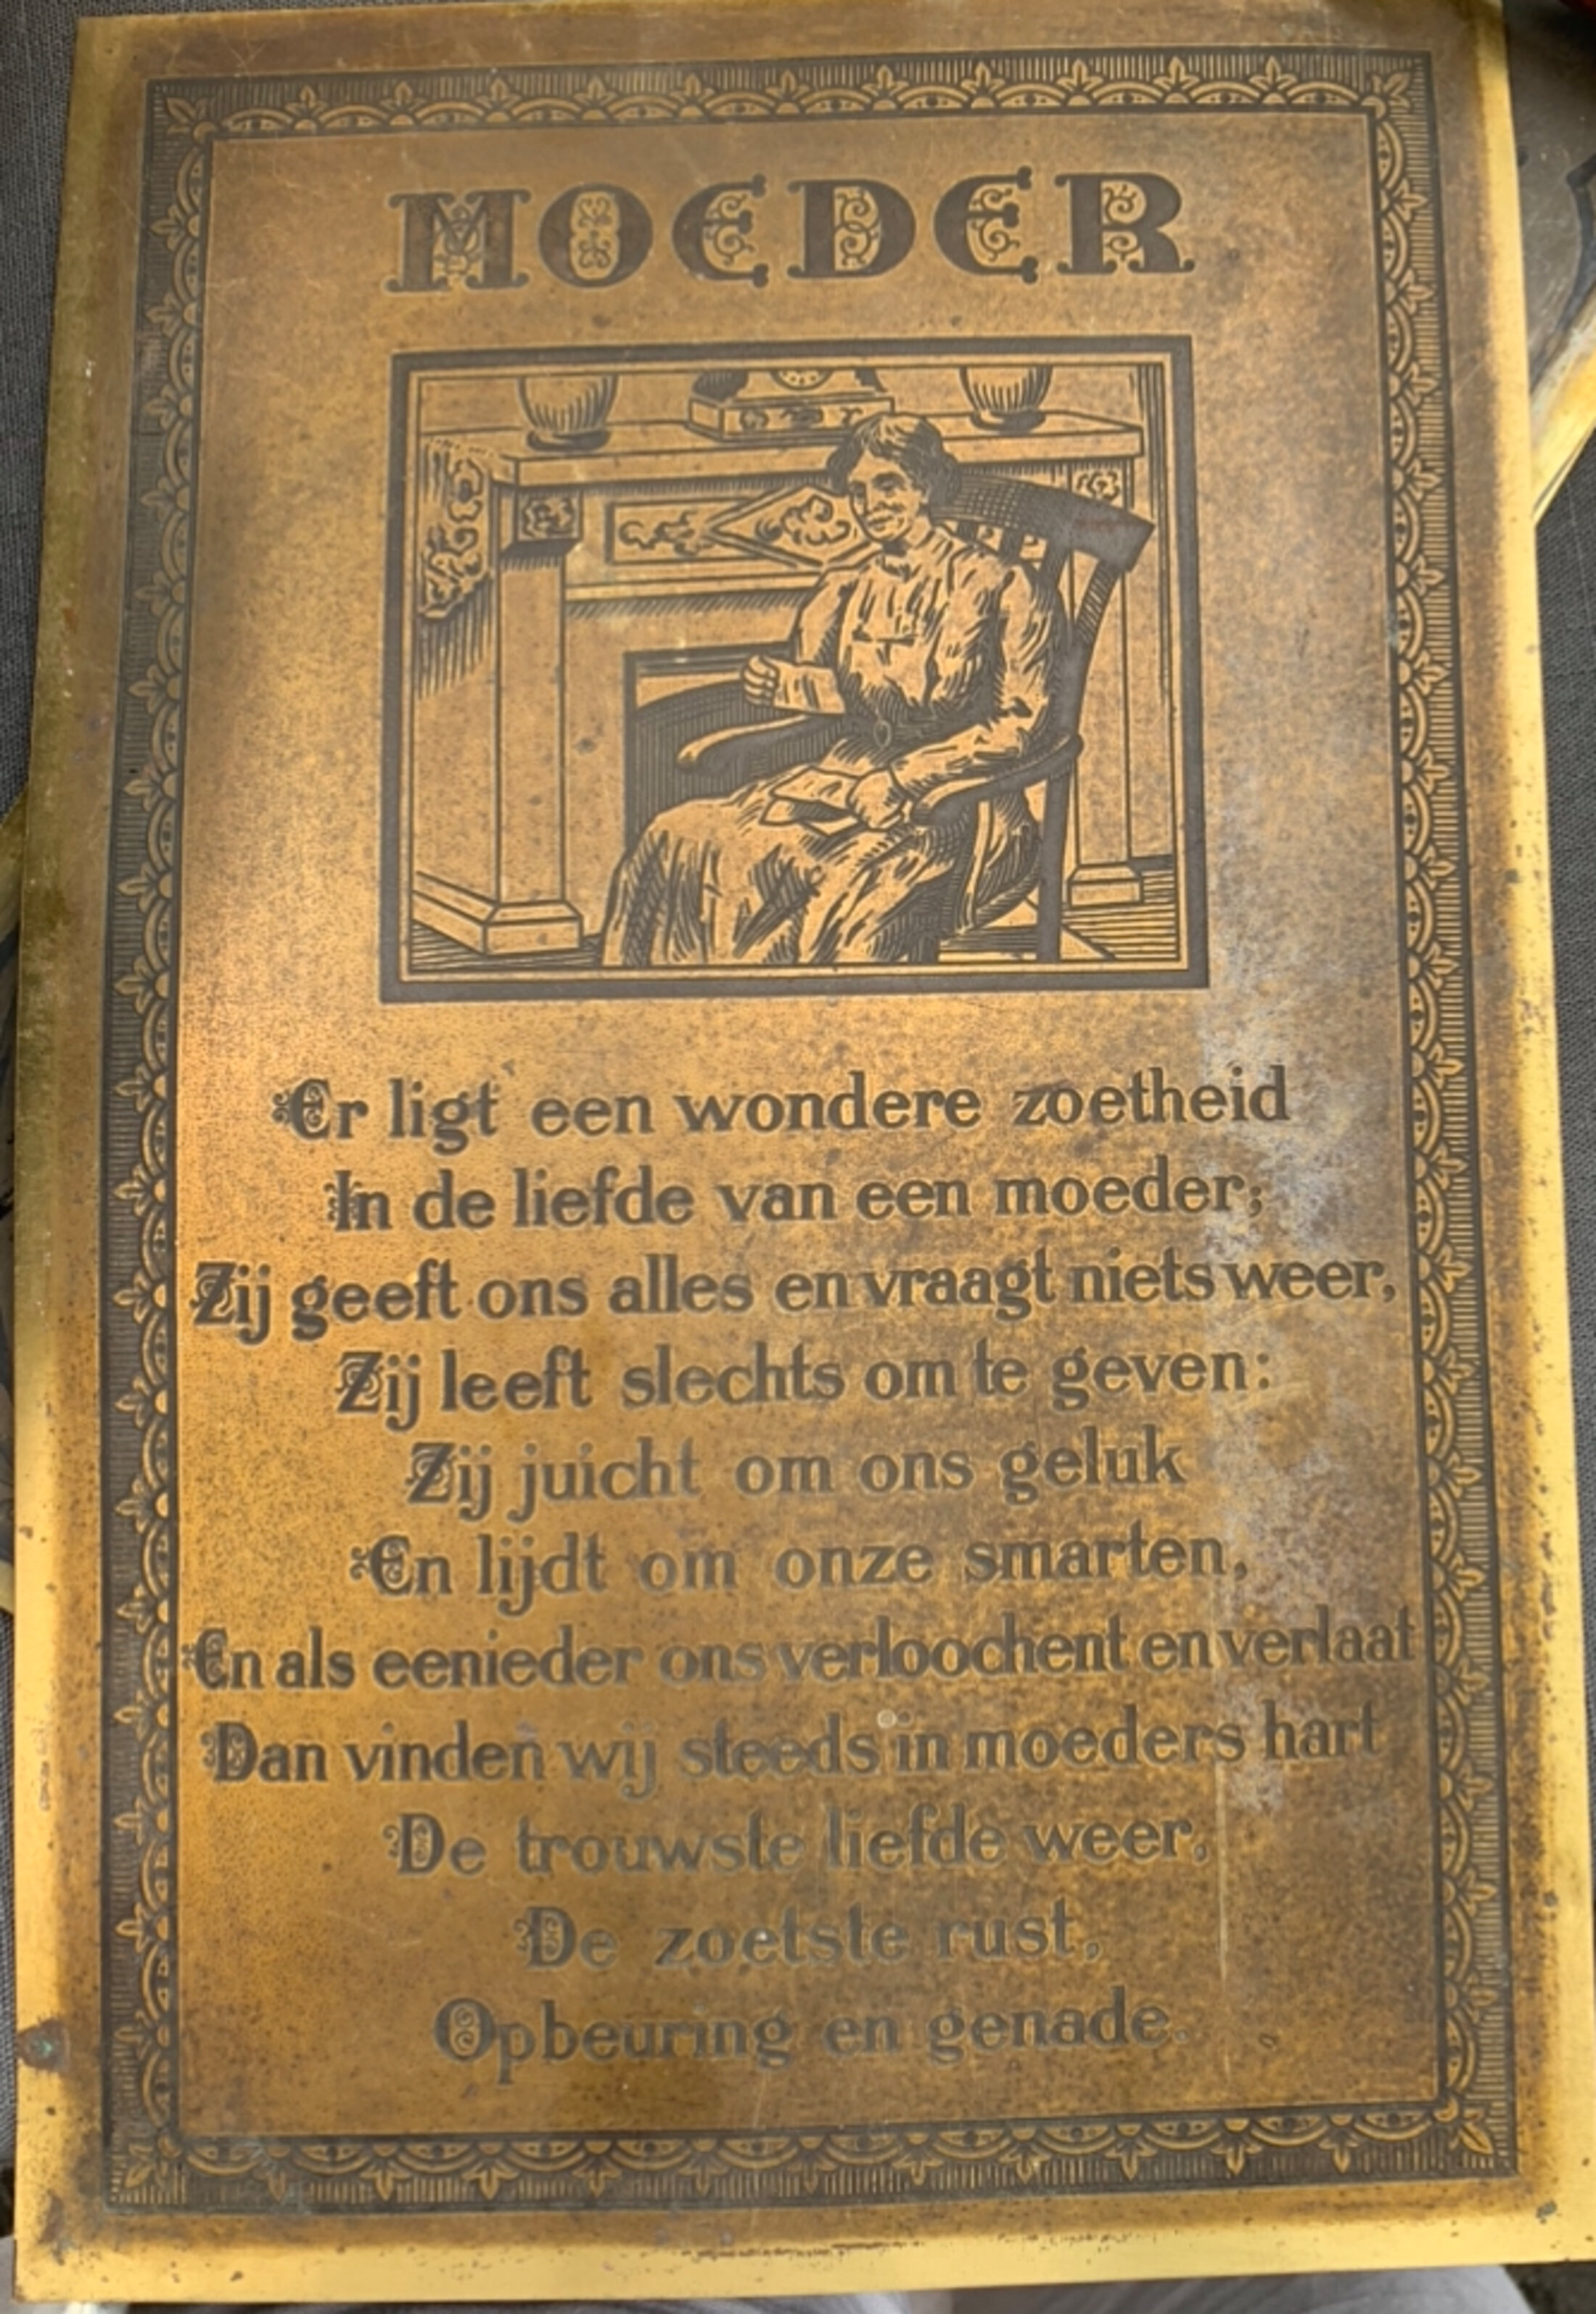 MOEDER
Er ligt een wondere zoetheid
In de liefde van een moeder;
Zij geeft ons alles en vraagt niets weer,
Zij leeft slechts om te geven:
Zij juicht om ons geluk
En lijdt om onze smarten,
En als eenieder ons verloochent en verlaat
Dan vinden wij steeds in moeders hart
De trouwste liefde weer,
De zoetste rust,
Opbeuring en genade.